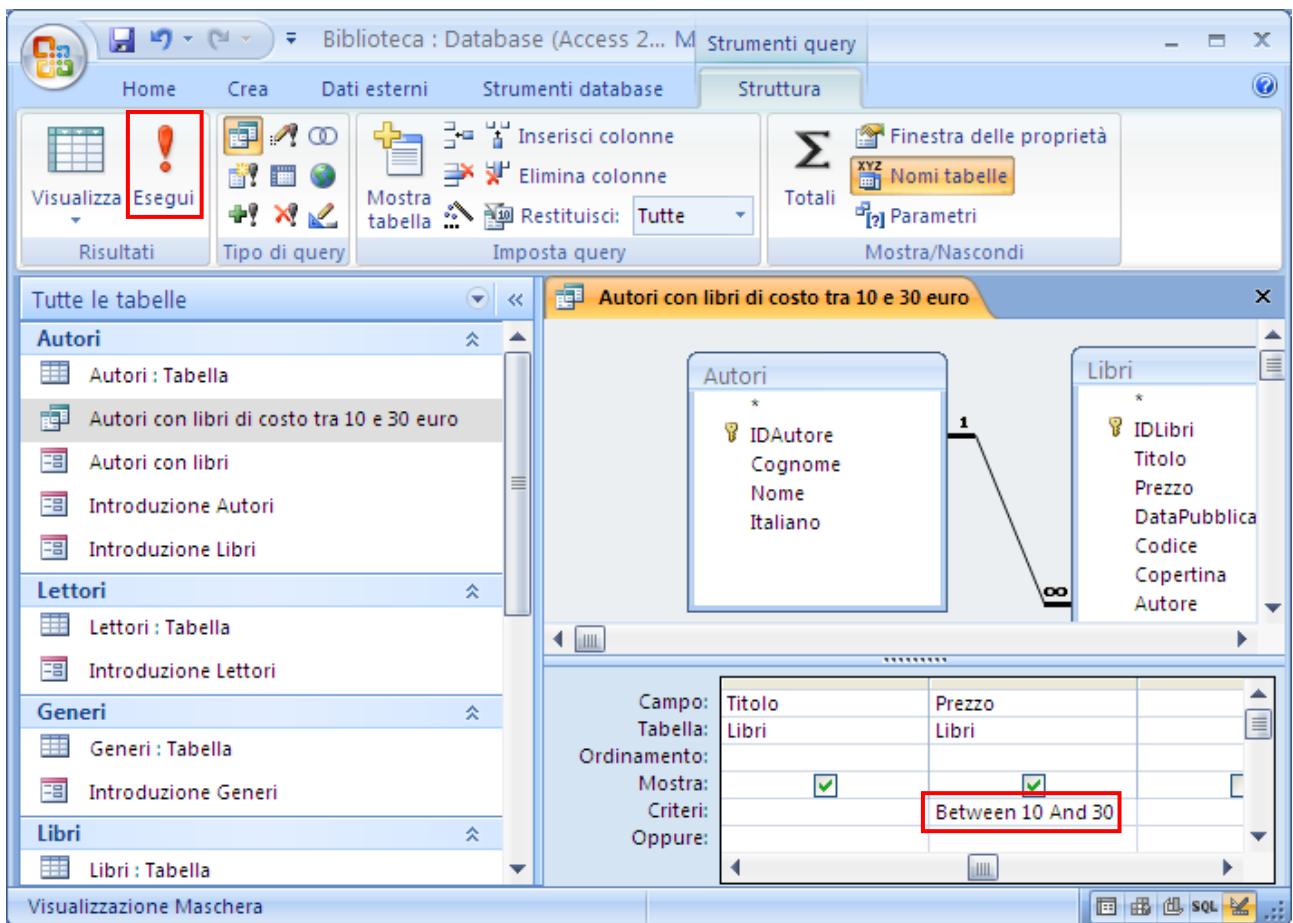 Biblioteca : Database (Access 2... M
Strumenti query
Home Crea Dati esterni Strumenti database Struttura
Visualizza
Esegui
Risultati
Tipo di query
Mostra tabella
Inserisci colonne
Elimina colonne
Restituisci: Tutte
Imposta query
Σ
Totali
Finestra delle proprietà
XYZ
Nomi tabelle
[?] Parametri
Mostra/Nascondi
Tutte le tabelle
Autori
Autori : Tabella
Autori con libri di costo tra 10 e 30 euro
Autori con libri
Introduzione Autori
Introduzione Libri
Lettori
Lettori : Tabella
Introduzione Lettori
Generi
Generi : Tabella
Introduzione Generi
Libri
Libri : Tabella
Autori con libri di costo tra 10 e 30 euro
Autori
*
IDAutore
Cognome
Nome
Italiano
1
∞
Libri
*
IDLibri
Titolo
Prezzo
DataPubblica
Codice
Copertina
Autore
Campo: Titolo Prezzo
Tabella: Libri Libri
Ordinamento:
Mostra:
Criteri: Between 10 And 30
Oppure:
Visualizzazione Maschera
SQL